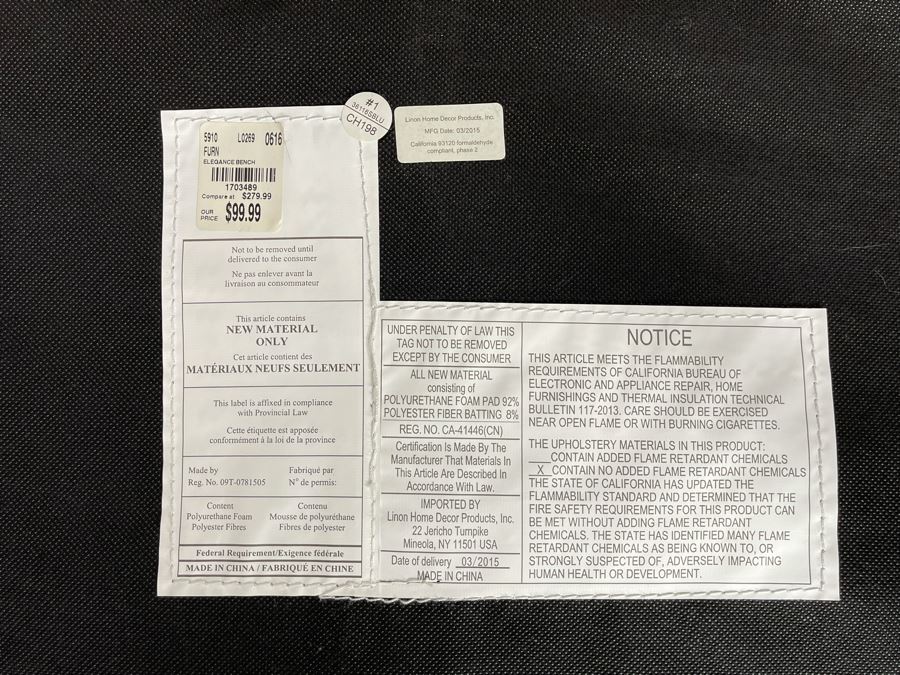 #1
36116SBLU
CH198
Linon Home Decor Products, Inc.
MFG Date: 03/2015
California 93120 formaldehyde
compliant, phase 2
5910 L0269 0616
FURN
ELEGANCE BENCH
1703489
Compare at $279.99
OUR
PRICE $99.99
Not to be removed until
delivered to the consumer
Ne pas enlever avant la
livraison au consommateur
This article contains
NEW MATERIAL
ONLY
Cet article contient des
MATÉRIAUX NEUFS SEULEMENT
This label is affixed in compliance
with Provincial Law
Cette étiquette est apposée
conformément à la loi de la province
Made by Fabriqué par
Reg. No. 09T-0781505 N° de permis:
Content Contenu
Polyurethane Foam Mousse de polyuréthane
Polyester Fibres Fibres de polyester
Federal Requirement/Exigence fédérale
MADE IN CHINA / FABRIQUÉ EN CHINE
UNDER PENALTY OF LAW THIS
TAG NOT TO BE REMOVED
EXCEPT BY THE CONSUMER
ALL NEW MATERIAL
consisting of
POLYURETHANE FOAM PAD 92%
POLYESTER FIBER BATTING 8%
REG. NO. CA-41446(CN)
Certification Is Made By The
Manufacturer That Materials In
This Article Are Described In
Accordance With Law.
IMPORTED BY
Linon Home Decor Products, Inc.
22 Jericho Turnpike
Mineola, NY 11501 USA
Date of delivery 03/2015
MADE IN CHINA
NOTICE
THIS ARTICLE MEETS THE FLAMMABILITY
REQUIREMENTS OF CALIFORNIA BUREAU OF
ELECTRONIC AND APPLIANCE REPAIR, HOME
FURNISHINGS AND THERMAL INSULATION TECHNICAL
BULLETIN 117-2013. CARE SHOULD BE EXERCISED
NEAR OPEN FLAME OR WITH BURNING CIGARETTES.
THE UPHOLSTERY MATERIALS IN THIS PRODUCT:
___CONTAIN ADDED FLAME RETARDANT CHEMICALS
_X_CONTAIN NO ADDED FLAME RETARDANT CHEMICALS
THE STATE OF CALIFORNIA HAS UPDATED THE
FLAMMABILITY STANDARD AND DETERMINED THAT THE
FIRE SAFETY REQUIREMENTS FOR THIS PRODUCT CAN
BE MET WITHOUT ADDING FLAME RETARDANT
CHEMICALS. THE STATE HAS IDENTIFIED MANY FLAME
RETARDANT CHEMICALS AS BEING KNOWN TO, OR
STRONGLY SUSPECTED OF, ADVERSELY IMPACTING
HUMAN HEALTH OR DEVELOPMENT.